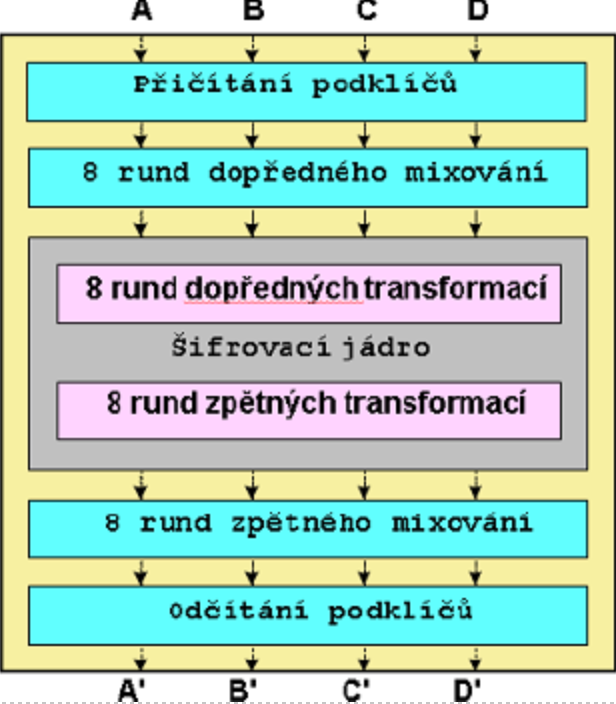 A B C D
Přičítání podklíčů
8 rund dopředného mixování
8 rund dopředných transformací
Šifrovací jádro
8 rund zpětných transformací
8 rund zpětného mixování
Odčítání podklíčů
A' B' C' D'